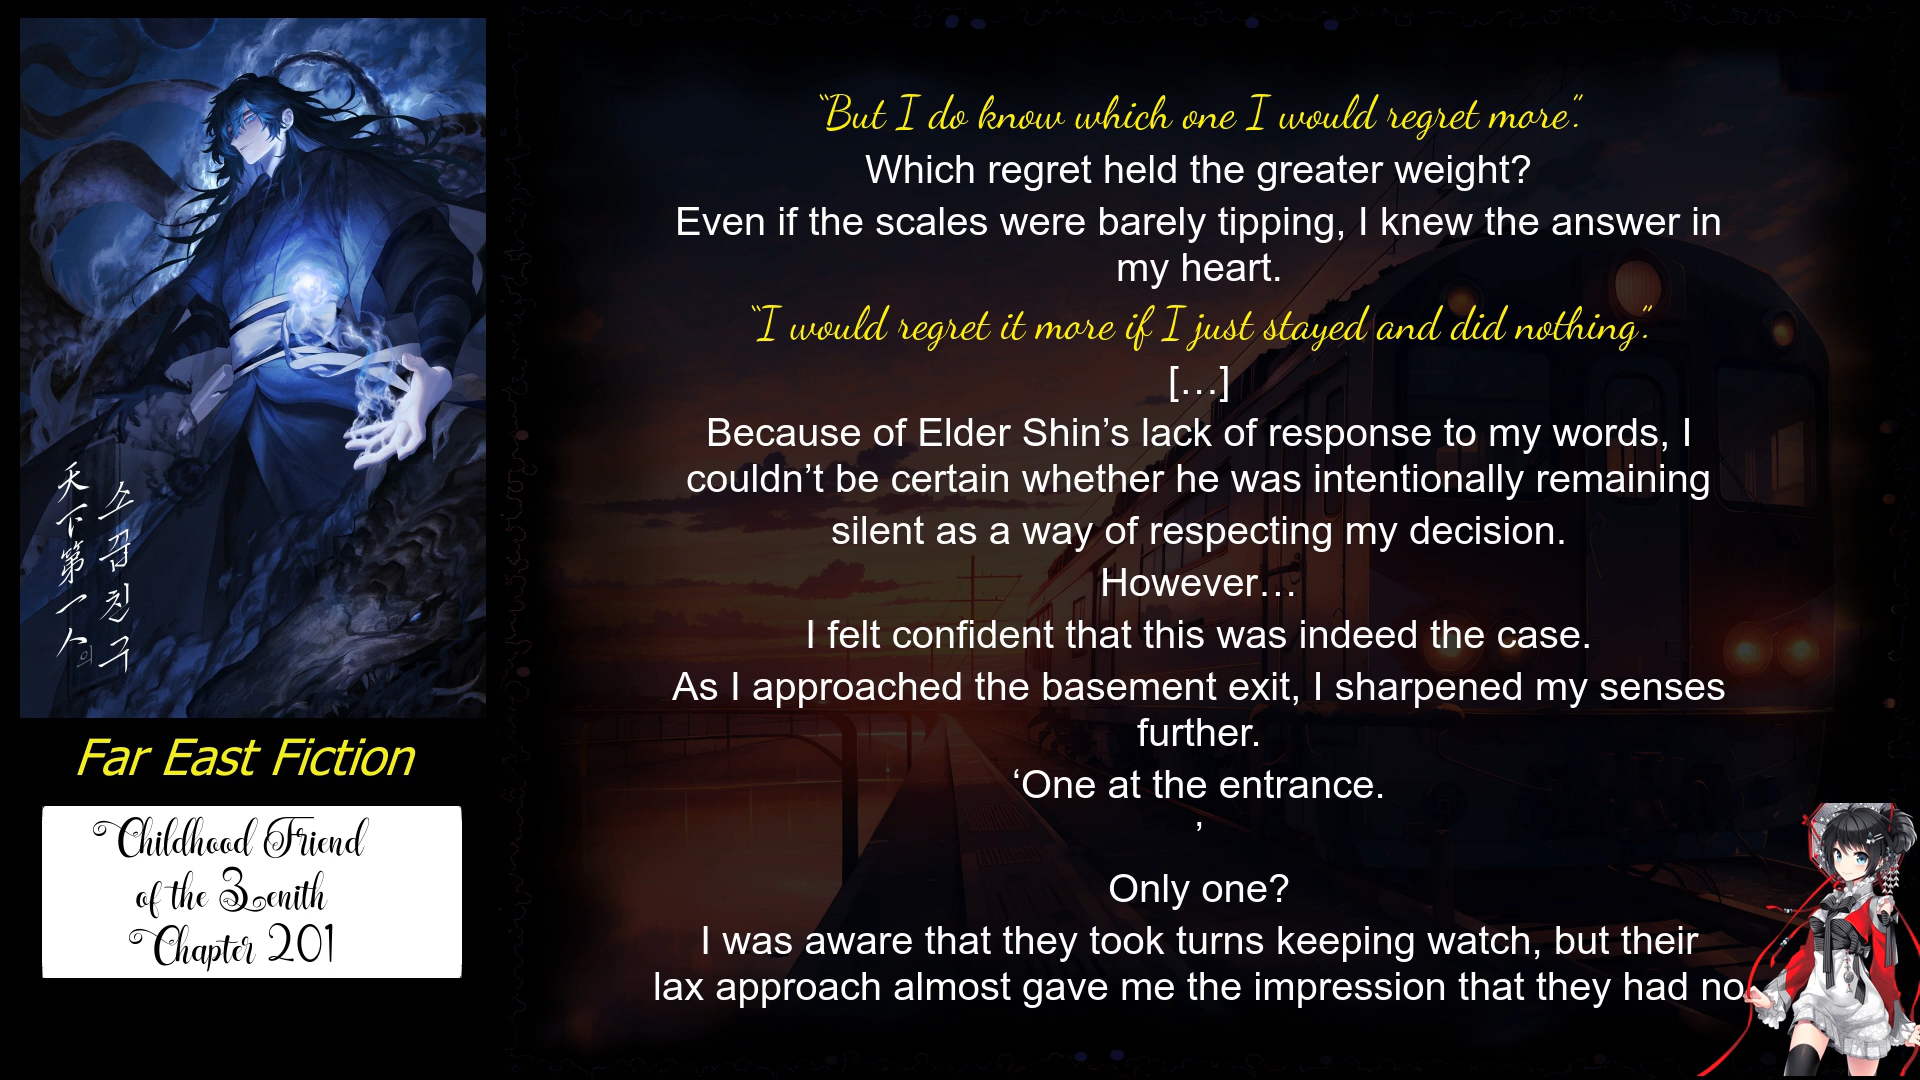 天下第一人의
소꿉친구
Far East Fiction
Childhood Friend
of the Zenith
Chapter 201
“But I do know which one I would regret more”.
Which regret held the greater weight?
Even if the scales were barely tipping, I knew the answer in
my heart.
“I would regret it more if I just stayed and did nothing”.
[…]
Because of Elder Shin’s lack of response to my words, I
couldn’t be certain whether he was intentionally remaining
silent as a way of respecting my decision.
However…
I felt confident that this was indeed the case.
As I approached the basement exit, I sharpened my senses
further.
‘One at the entrance.
’
Only one?
I was aware that they took turns keeping watch, but their
lax approach almost gave me the impression that they had no